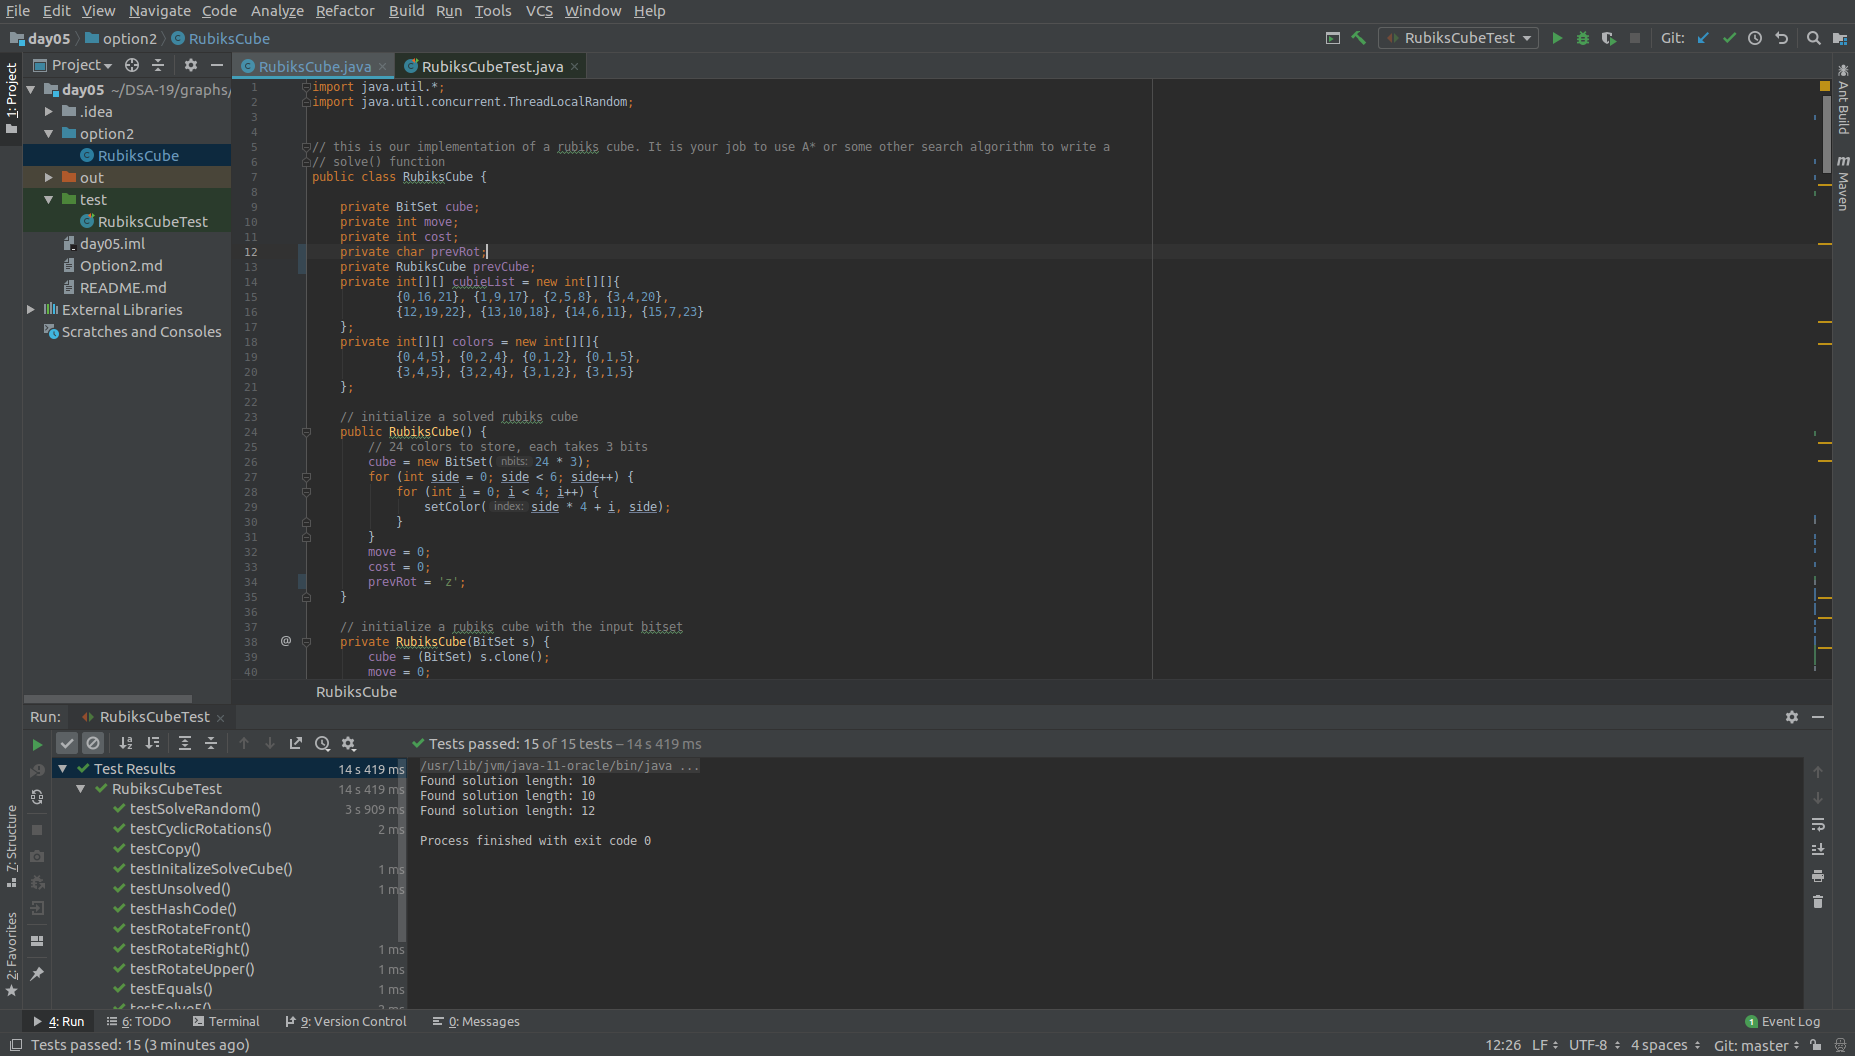 File Edit View Navigate Code Analyze Refactor Build Run Tools VCS Window Help
day05 option2 RubiksCube
RubiksCubeTest Git:
Project
RubiksCube.java RubiksCubeTest.java
1: Project
day05 ~/DSA-19/graphs/
.idea
option2
RubiksCube
out
test
RubiksCubeTest
day05.iml
Option2.md
README.md
External Libraries
Scratches and Consoles
1 import java.util.*;
2 import java.util.concurrent.ThreadLocalRandom;
3
4
5 // this is our implementation of a rubiks cube. It is your job to use A* or some other search algorithm to write a
6 // solve() function
7 public class RubiksCube {
8
9 private BitSet cube;
10 private int move;
11 private int cost;
12 private char prevRot;
13 private RubiksCube prevCube;
14 private int[][] cubieList = new int[][]{
15 {0,16,21}, {1,9,17}, {2,5,8}, {3,4,20},
16 {12,19,22}, {13,10,18}, {14,6,11}, {15,7,23}
17 };
18 private int[][] colors = new int[][]{
19 {0,4,5}, {0,2,4}, {0,1,2}, {0,1,5},
20 {3,4,5}, {3,2,4}, {3,1,2}, {3,1,5}
21 };
22
23 // initialize a solved rubiks cube
24 public RubiksCube() {
25 // 24 colors to store, each takes 3 bits
26 cube = new BitSet( nbits: 24 * 3);
27 for (int side = 0; side < 6; side++) {
28 for (int i = 0; i < 4; i++) {
29 setColor( index: side * 4 + i, side);
30 }
31 }
32 move = 0;
33 cost = 0;
34 prevRot = 'z';
35 }
36
37 // initialize a rubiks cube with the input bitset
38 @ private RubiksCube(BitSet s) {
39 cube = (BitSet) s.clone();
40 move = 0;
RubiksCube
Ant Build
m Maven
Run: RubiksCubeTest
Tests passed: 15 of 15 tests – 14 s 419 ms
Test Results 14 s 419 ms
RubiksCubeTest 14 s 419 ms
testSolveRandom() 3 s 909 ms
testCyclicRotations() 2 ms
testCopy()
testInitalizeSolveCube() 1 ms
testUnsolved() 1 ms
testHashCode()
testRotateFront()
testRotateRight() 1 ms
testRotateUpper() 1 ms
testEquals() 1 ms
testSolve5() 2 ms
/usr/lib/jvm/java-11-oracle/bin/java ...
Found solution length: 10
Found solution length: 10
Found solution length: 12
Process finished with exit code 0
7: Structure
2: Favorites
4: Run 6: TODO Terminal 9: Version Control 0: Messages 1 Event Log
Tests passed: 15 (3 minutes ago) 12:26 LF UTF-8 4 spaces Git: master